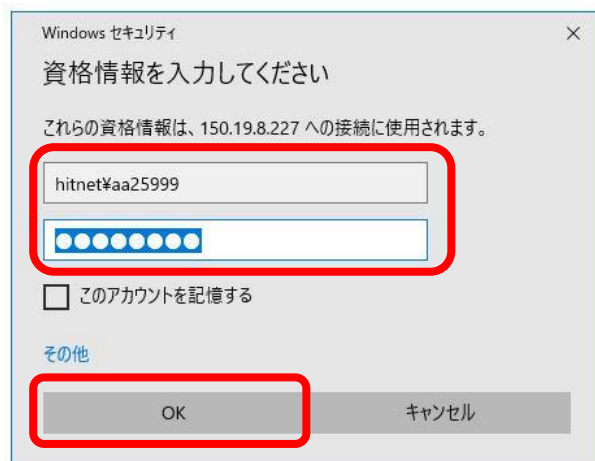 Windows セキュリティ
資格情報を入力してください
これらの資格情報は、150.19.8.227 への接続に使用されます。
hitnet¥aa25999
●●●●●●●●
このアカウントを記憶する
その他
OK キャンセル